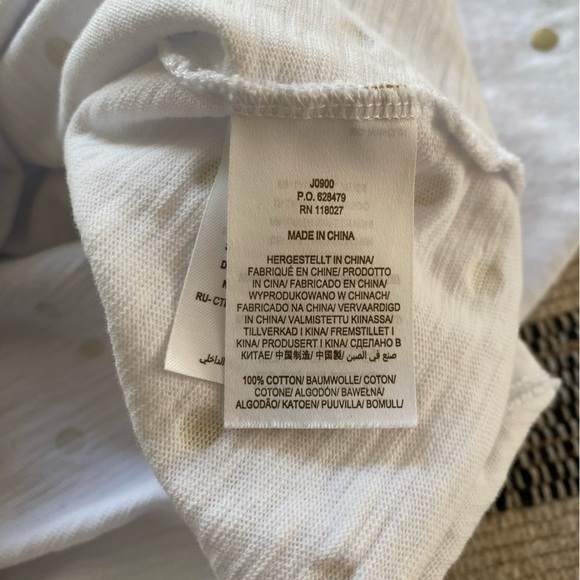 J0900
P.O. 628479
RN 118027
MADE IN CHINA
HERGESTELLT IN CHINA/
FABRIQUÉ EN CHINE/ PRODOTTO
IN CINA/ FABRICADO EN CHINA/
WYPRODUKOWANO W CHINACH/
FABRICADO NA CHINA/ VERVAARDIGD
IN CHINA/ VALMISTETTU KIINASSA/
TILLVERKAD I KINA/ FREMSTILLET I
KINA/ PRODUSERT I KINA/ СДЕЛАНО В
КИТАЕ/ 中国制造/ 中国製/ صنع في الصين/
100% COTTON/ BAUMWOLLE/ COTON/
COTONE/ ALGODÓN/ BAWEŁNA/
ALGODÃO/ KATOEN/ PUUVILLA/ BOMULL/
RU- CT